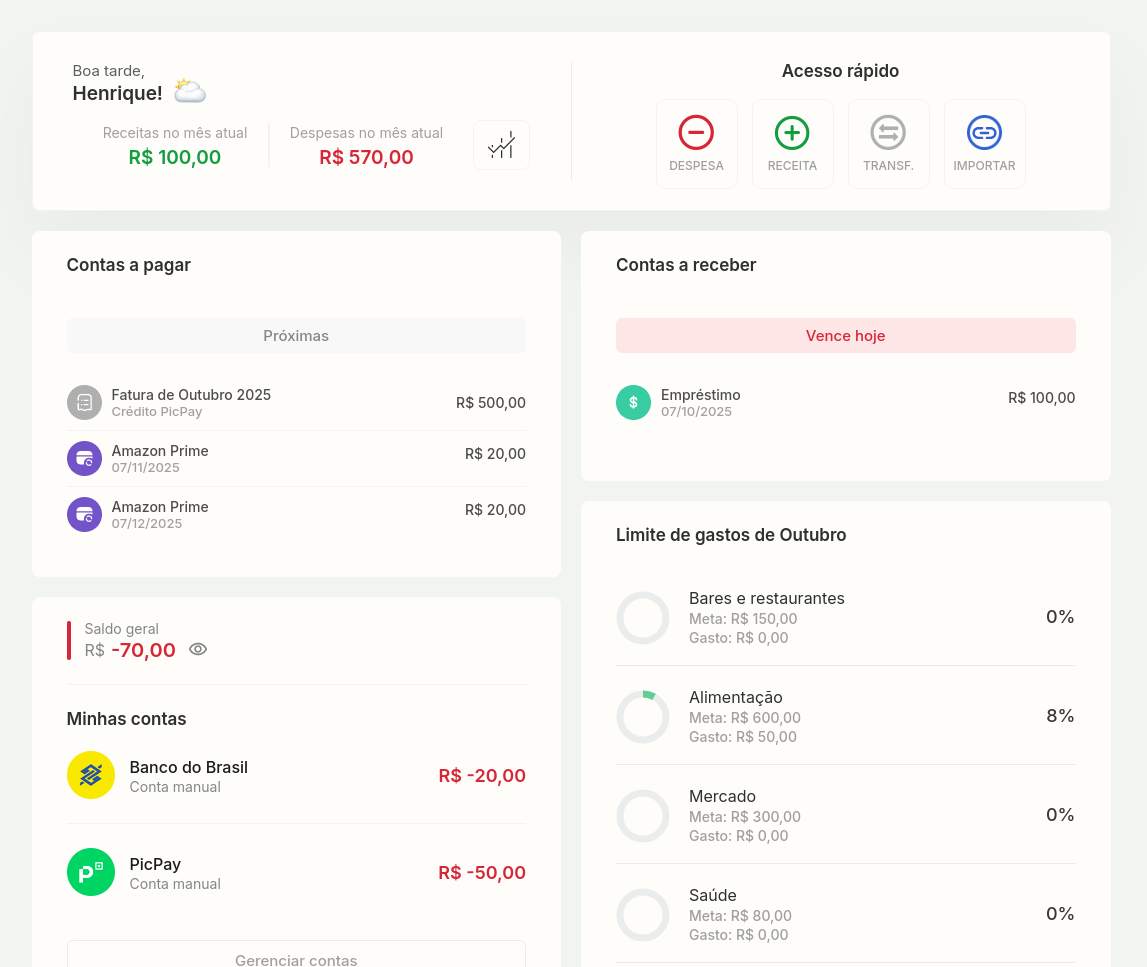 Boa tarde,
Henrique!
Receitas no mês atual
R$ 100,00
Despesas no mês atual
R$ 570,00
Acesso rápido
DESPESA
RECEITA
TRANSF.
IMPORTAR
Contas a pagar
Próximas
Fatura de Outubro 2025
Crédito PicPay
R$ 500,00
Amazon Prime
07/11/2025
R$ 20,00
Amazon Prime
07/12/2025
R$ 20,00
Contas a receber
Vence hoje
Empréstimo
07/10/2025
R$ 100,00
Saldo geral
R$ -70,00
Minhas contas
Banco do Brasil
Conta manual
R$ -20,00
PicPay
Conta manual
R$ -50,00
Gerenciar contas
Limite de gastos de Outubro
Bares e restaurantes
Meta: R$ 150,00
Gasto: R$ 0,00
0%
Alimentação
Meta: R$ 600,00
Gasto: R$ 50,00
8%
Mercado
Meta: R$ 300,00
Gasto: R$ 0,00
0%
Saúde
Meta: R$ 80,00
Gasto: R$ 0,00
0%